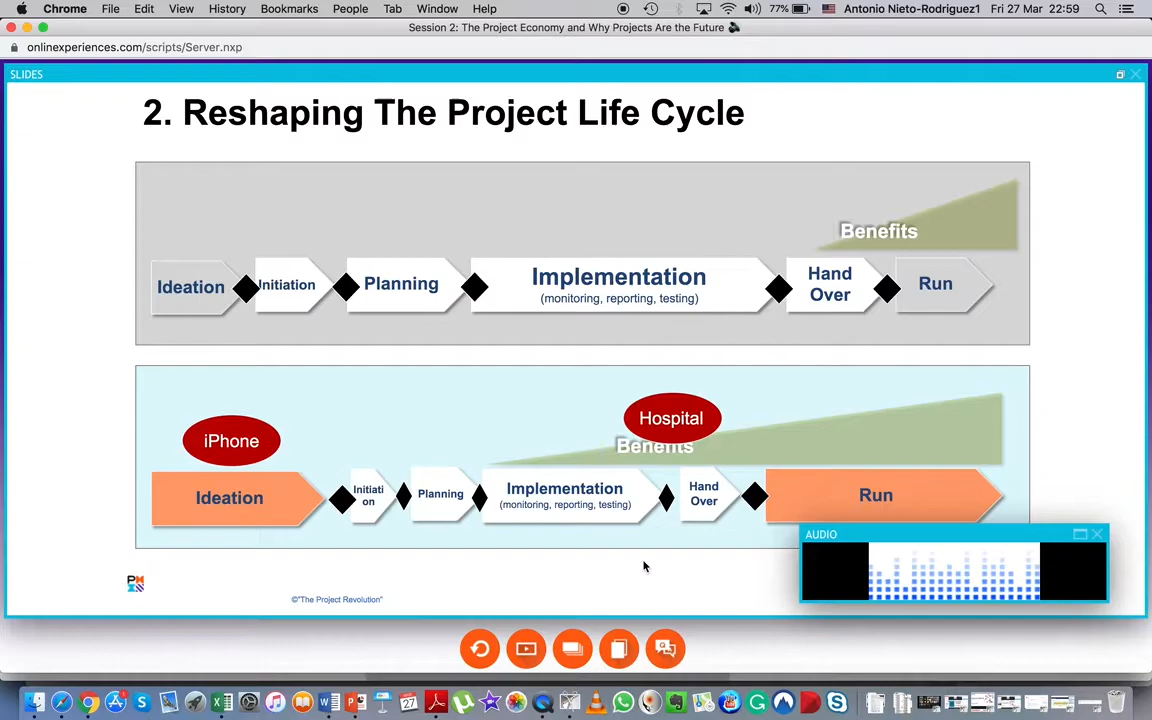 Chrome File Edit View History Bookmarks People Tab Window Help 77% Antonio Nieto-Rodriguez1 Fri 27 Mar 22:59
Session 2: The Project Economy and Why Projects Are the Future
onlinexperiences.com/scripts/Server.nxp
SLIDES
2. Reshaping The Project Life Cycle
Benefits
Ideation Initiation Planning Implementation Hand Over Run
(monitoring, reporting, testing)
iPhone Hospital
Benefits
Ideation Initiati on Planning Implementation Hand Over Run
(monitoring, reporting, testing)
AUDIO
©"The Project Revolution"